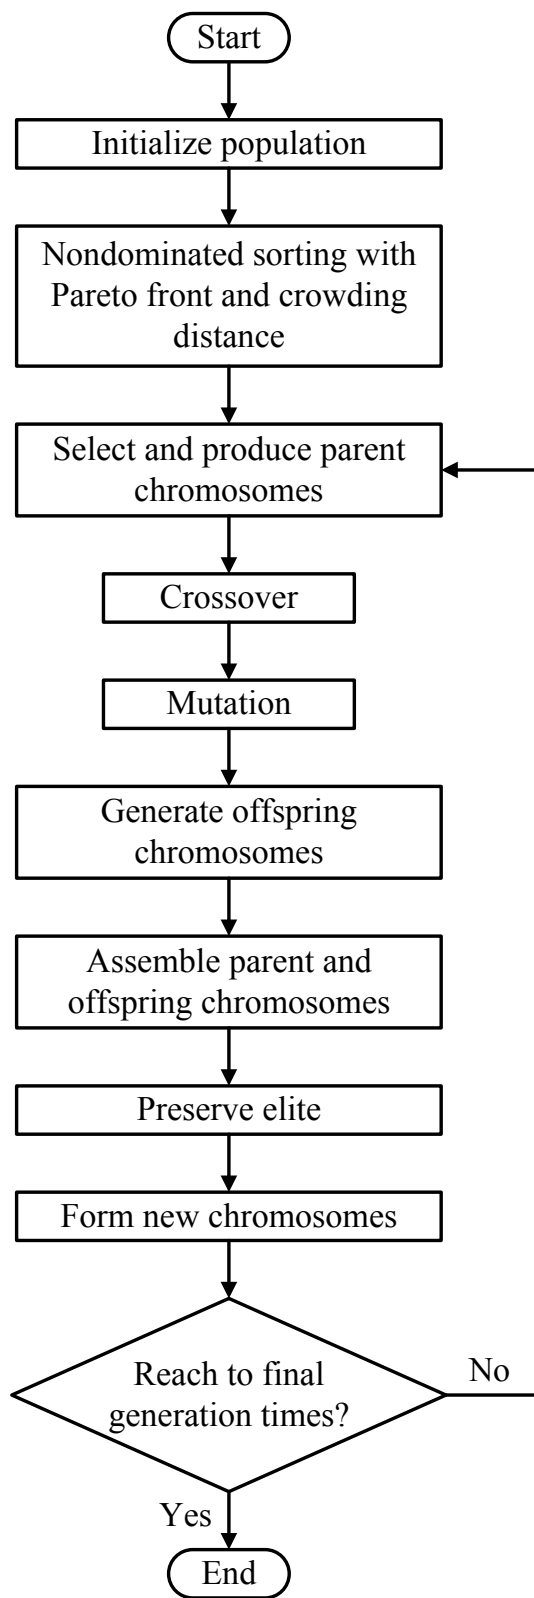 Start
Initialize population
Nondominated sorting with
Pareto front and crowding
distance
Select and produce parent
chromosomes
Crossover
Mutation
Generate offspring
chromosomes
Assemble parent and
offspring chromosomes
Preserve elite
Form new chromosomes
Reach to final
generation times?
No
Yes
End